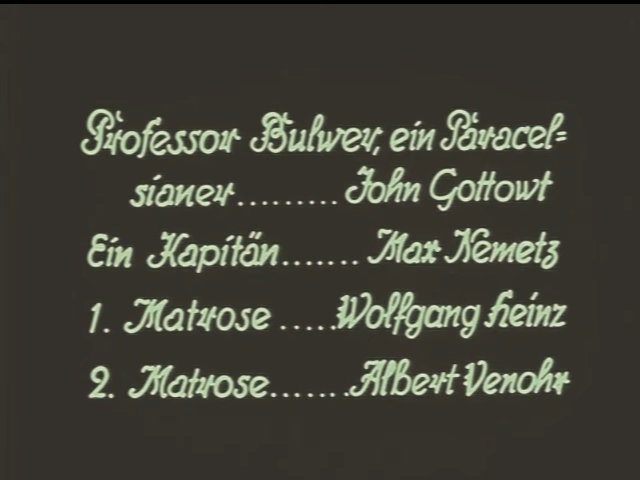 Professor Bulwer, ein Paracel=
sianer......... John Gottowt
Ein Kapitän....... Max Nemetz
1. Matrose .....Wolfgang Heinz
2. Matrose.......Albert Venohr